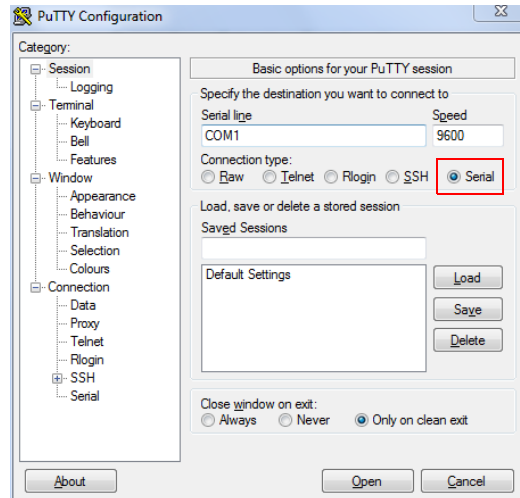 PuTTY Configuration
Category:
Session
Logging
Terminal
Keyboard
Bell
Features
Window
Appearance
Behaviour
Translation
Selection
Colours
Connection
Data
Proxy
Telnet
Rlogin
SSH
Serial
Basic options for your PuTTY session
Specify the destination you want to connect to
Serial line Speed
COM1 9600
Connection type:
Raw Telnet Rlogin SSH Serial
Load, save or delete a stored session
Saved Sessions
Default Settings
Load
Save
Delete
Close window on exit:
Always Never Only on clean exit
About Open Cancel